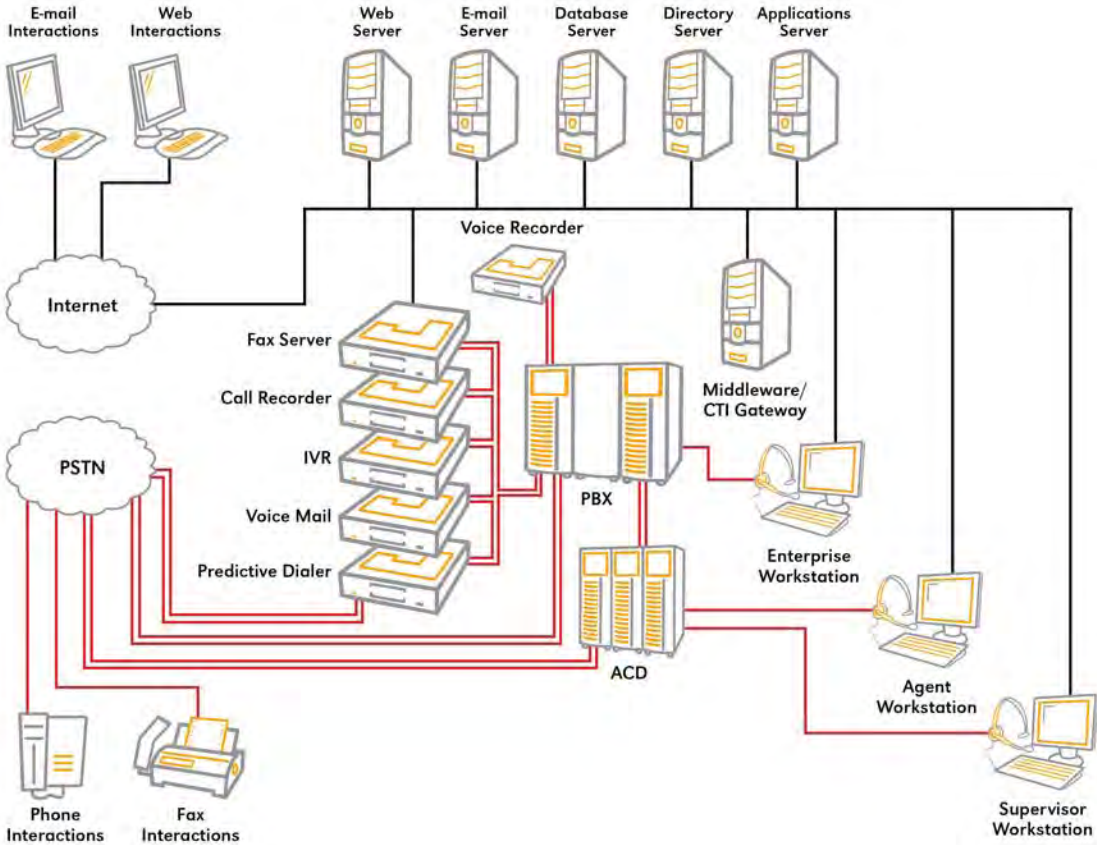 E-mail
Interactions
Web
Interactions
Web
Server
E-mail
Server
Database
Server
Directory
Server
Applications
Server
Voice Recorder
Internet
Fax Server
Call Recorder
Middleware/
CTI Gateway
PSTN
IVR
PBX
Voice Mail
Enterprise
Workstation
Predictive Dialer
ACD
Agent
Workstation
Phone
Interactions
Fax
Interactions
Supervisor
Workstation